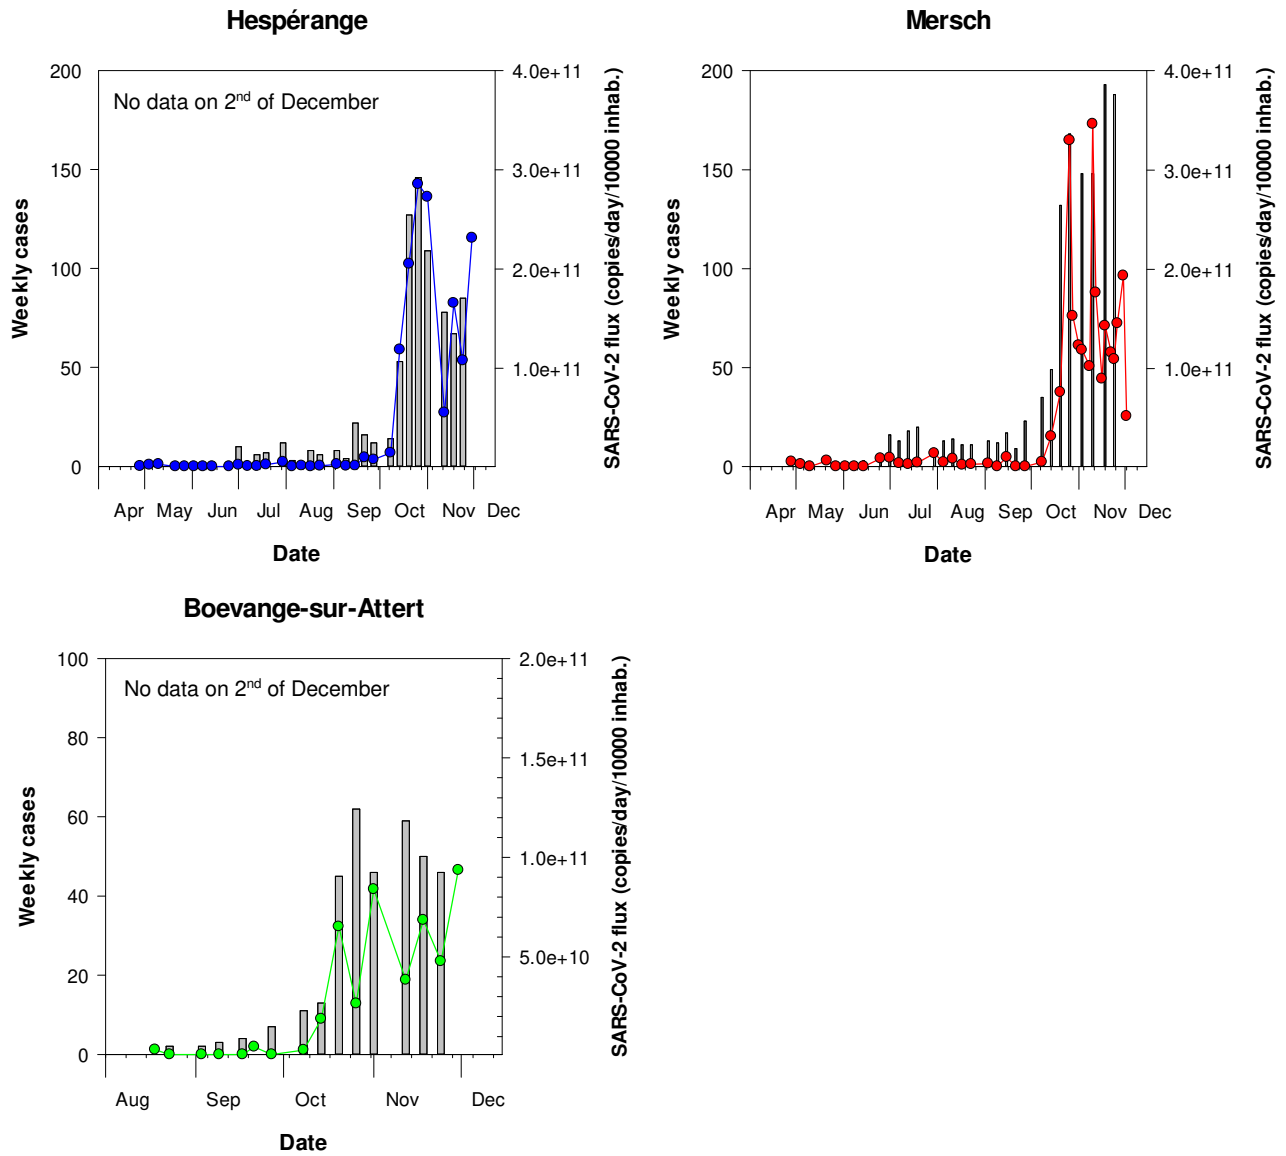 Hespérange
200
150
100
50
0
4.0e+11
3.0e+11
2.0e+11
1.0e+11
No data on 2nd of December
Weekly cases
SARS-CoV-2 flux (copies/day/10000 inhab.)
Apr May Jun Jul Aug Sep Oct Nov Dec
Date
Mersch
200
150
100
50
0
4.0e+11
3.0e+11
2.0e+11
1.0e+11
Weekly cases
SARS-CoV-2 flux (copies/day/10000 inhab.)
Apr May Jun Jul Aug Sep Oct Nov Dec
Date
Boevange-sur-Attert
100
80
60
40
20
0
2.0e+11
1.5e+11
1.0e+11
5.0e+10
No data on 2nd of December
Weekly cases
SARS-CoV-2 flux (copies/day/10000 inhab.)
Aug Sep Oct Nov Dec
Date